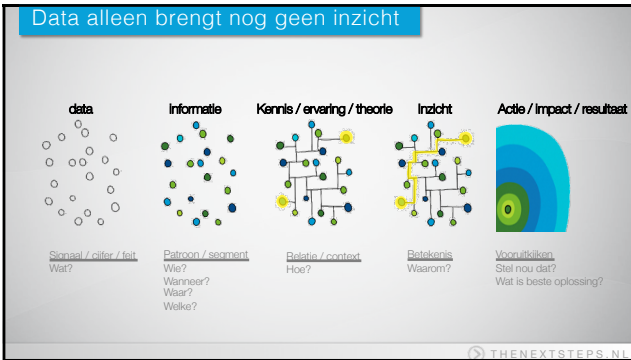 Data alleen brengt nog geen inzicht
data
informatie
Kennis / ervaring / theorie
Inzicht
Actie / impact / resultaat
Signaal / cijfer / feit
Wat?
Patroon / segment
Wie?
Wanneer?
Waar?
Welke?
Relatie / context
Hoe?
Betekenis
Waarom?
Vooruitkijken
Stel nou dat?
Wat is beste oplossing?
THENEXTSTEPS.NL